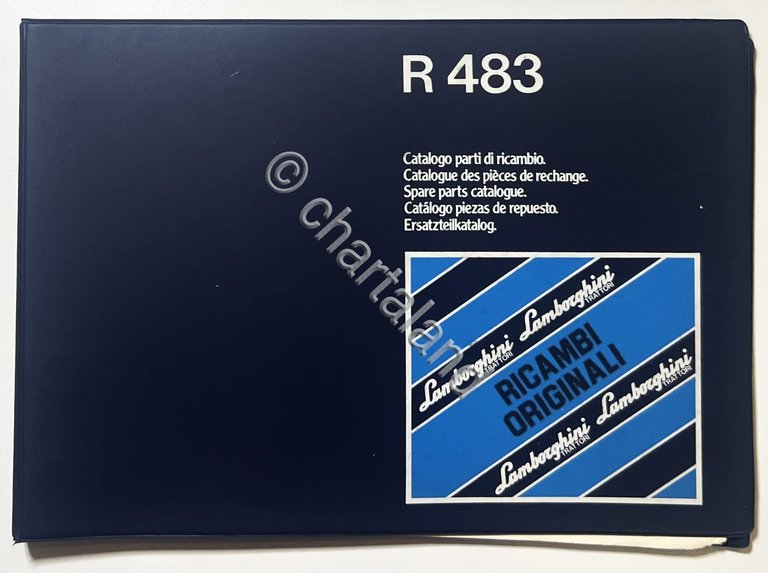 R 483
Catalogo parti di ricambio.
Catalogue des pièces de rechange.
Spare parts catalogue.
Catálogo piezas de repuesto.
Ersatzteilkatalog.
Lamborghini
TRATTORI
Lamborghini
TRATTORI
RICAMBI
ORIGINALI
Lamborghini
TRATTORI
Lamborghini
TRATTORI